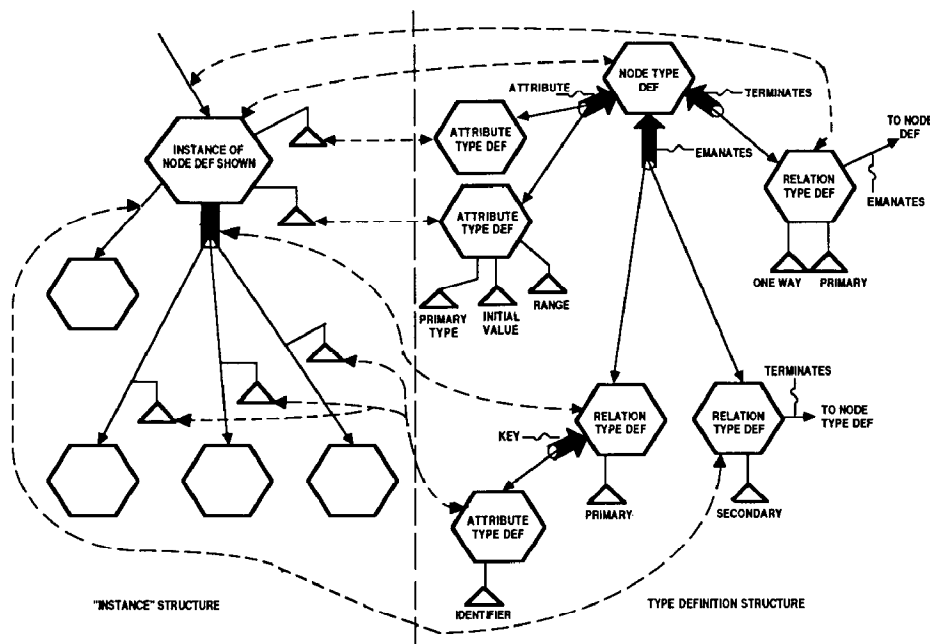 NODE TYPE
DEF
ATTRIBUTE
TERMINATES
TO NODE
DEF
ATTRIBUTE
TYPE DEF
EMANATES
INSTANCE OF
NODE DEF SHOWN
RELATION
TYPE DEF
EMANATES
ATTRIBUTE
TYPE DEF
ONE WAY
PRIMARY
PRIMARY
TYPE
INITIAL
VALUE
RANGE
TERMINATES
RELATION
TYPE DEF
RELATION
TYPE DEF
TO NODE
TYPE DEF
KEY
ATTRIBUTE
TYPE DEF
PRIMARY
SECONDARY
IDENTIFIER
"INSTANCE" STRUCTURE
TYPE DEFINITION STRUCTURE